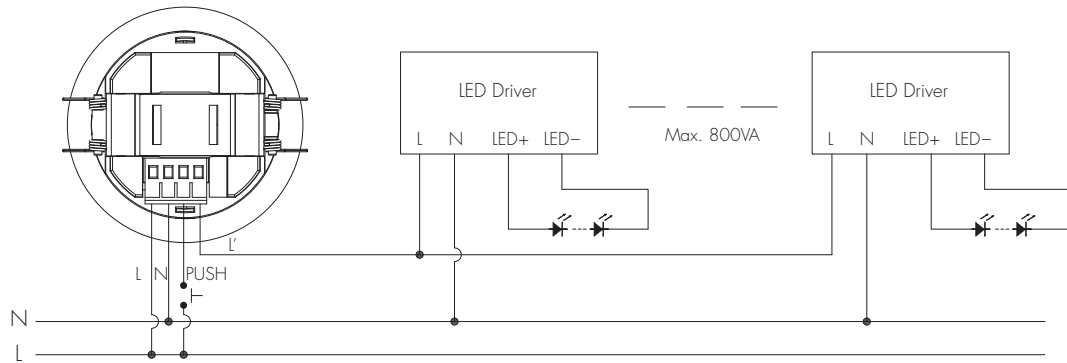 LED Driver
L N LED+ LED−
Max. 800VA
LED Driver
L N LED+ LED−
L'
L N PUSH
N
L